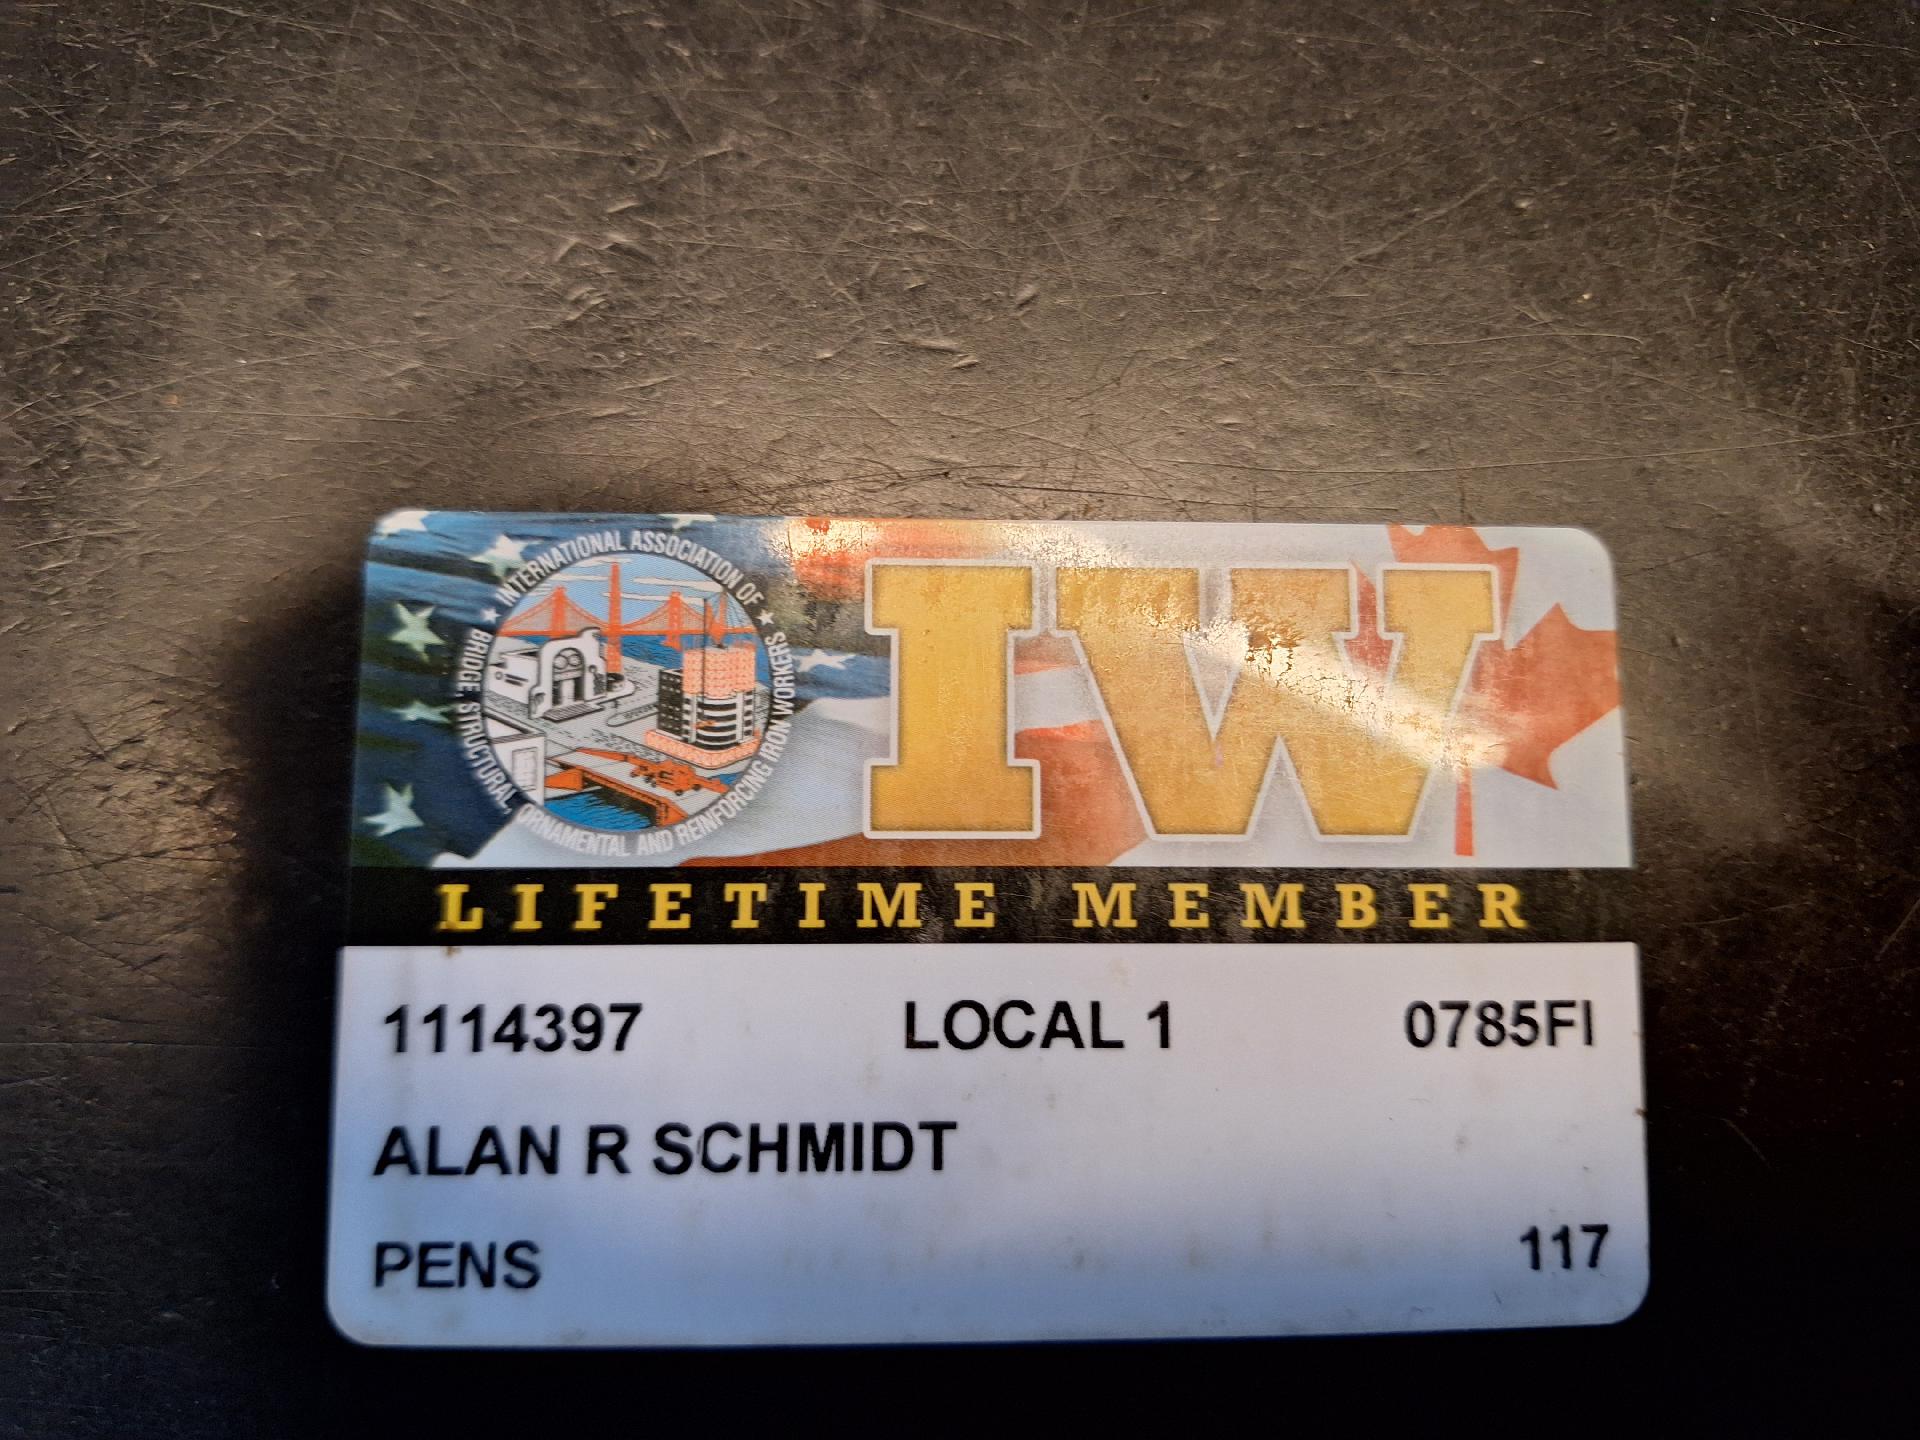 INTERNATIONAL ASSOCIATION OF
BRIDGE, STRUCTURAL, ORNAMENTAL AND REINFORCING IRON WORKERS
IW
LIFETIME MEMBER
1114397 LOCAL 1 0785FI
ALAN R SCHMIDT
PENS 117